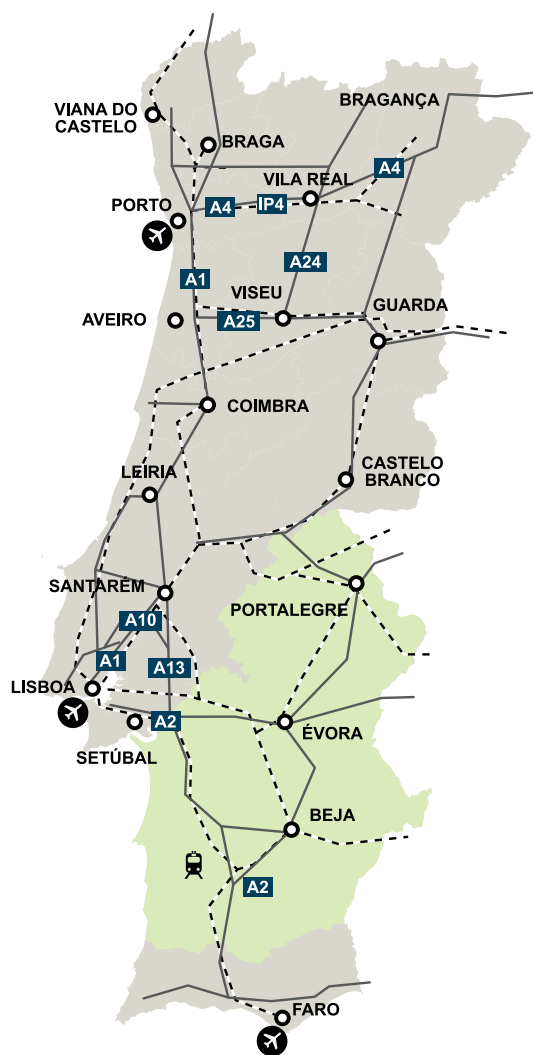 BRAGANÇA
VIANA DO
CASTELO
BRAGA
A4
VILA REAL
IP4
A4
PORTO
A24
A1
VISEU
GUARDA
AVEIRO
A25
COIMBRA
CASTELO
BRANCO
LEIRIA
SANTARÉM
PORTALEGRE
A10
A1
A13
LISBOA
A2
ÉVORA
SETÚBAL
BEJA
A2
FARO